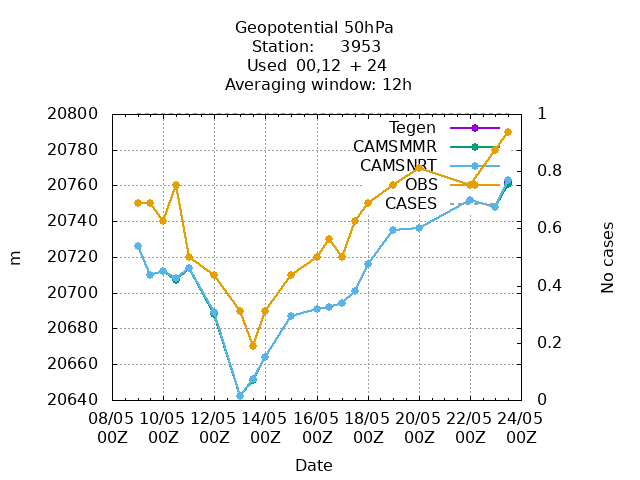 Geopotential 50hPa
Station: 3953
Used 00,12 + 24
Averaging window: 12h
20800
20780
20760
20740
20720
20700
20680
20660
20640
m
1
0.8
0.6
0.4
0.2
0
No cases
Tegen
CAMSMMR
CAMSNRT
OBS
CASES
08/05 10/05 12/05 14/05 16/05 18/05 20/05 22/05 24/05
00Z 00Z 00Z 00Z 00Z 00Z 00Z 00Z 00Z
Date